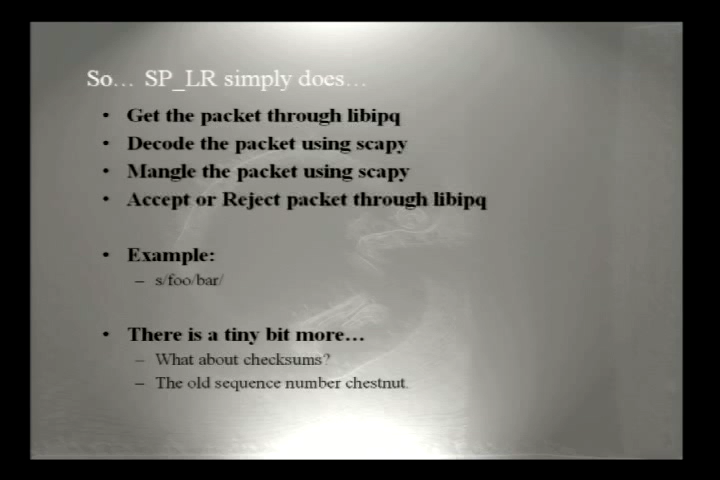 So… SP_LR simply does…
• Get the packet through libipq
• Decode the packet using scapy
• Mangle the packet using scapy
• Accept or Reject packet through libipq
• Example:
– s/foo/bar/
• There is a tiny bit more…
– What about checksums?
– The old sequence number chestnut.